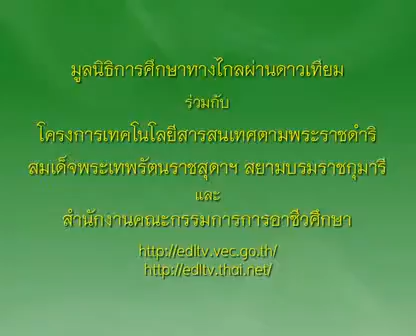 มูลนิธิการศึกษาทางไกลผ่านดาวเทียม
ร่วมกับ
โครงการเทคโนโลยีสารสนเทศตามพระราชดำริ
สมเด็จพระเทพรัตนราชสุดาฯ สยามบรมราชกุมารี
และ
สำนักงานคณะกรรมการการอาชีวศึกษา
http://edltv.vec.go.th/
http://edltv.thai.net/